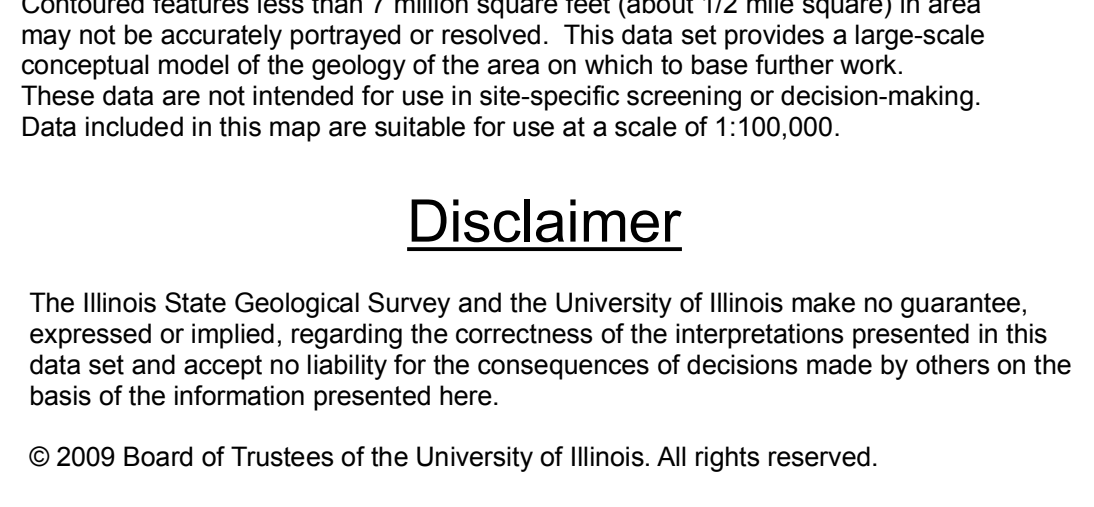 Contoured features less than 7 million square feet (about 1/2 mile square) in area
may not be accurately portrayed or resolved.  This data set provides a large-scale
conceptual model of the geology of the area on which to base further work.
These data are not intended for use in site-specific screening or decision-making.
Data included in this map are suitable for use at a scale of 1:100,000.
Disclaimer
The Illinois State Geological Survey and the University of Illinois make no guarantee,
expressed or implied, regarding the correctness of the interpretations presented in this
data set and accept no liability for the consequences of decisions made by others on the
basis of the information presented here.
© 2009 Board of Trustees of the University of Illinois. All rights reserved.